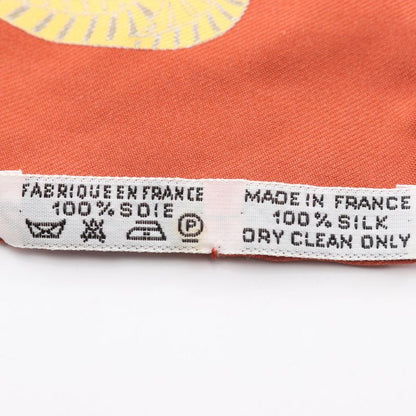 FABRIQUE EN FRANCE
100% SOIE
P
MADE IN FRANCE
100% SILK
DRY CLEAN ONLY